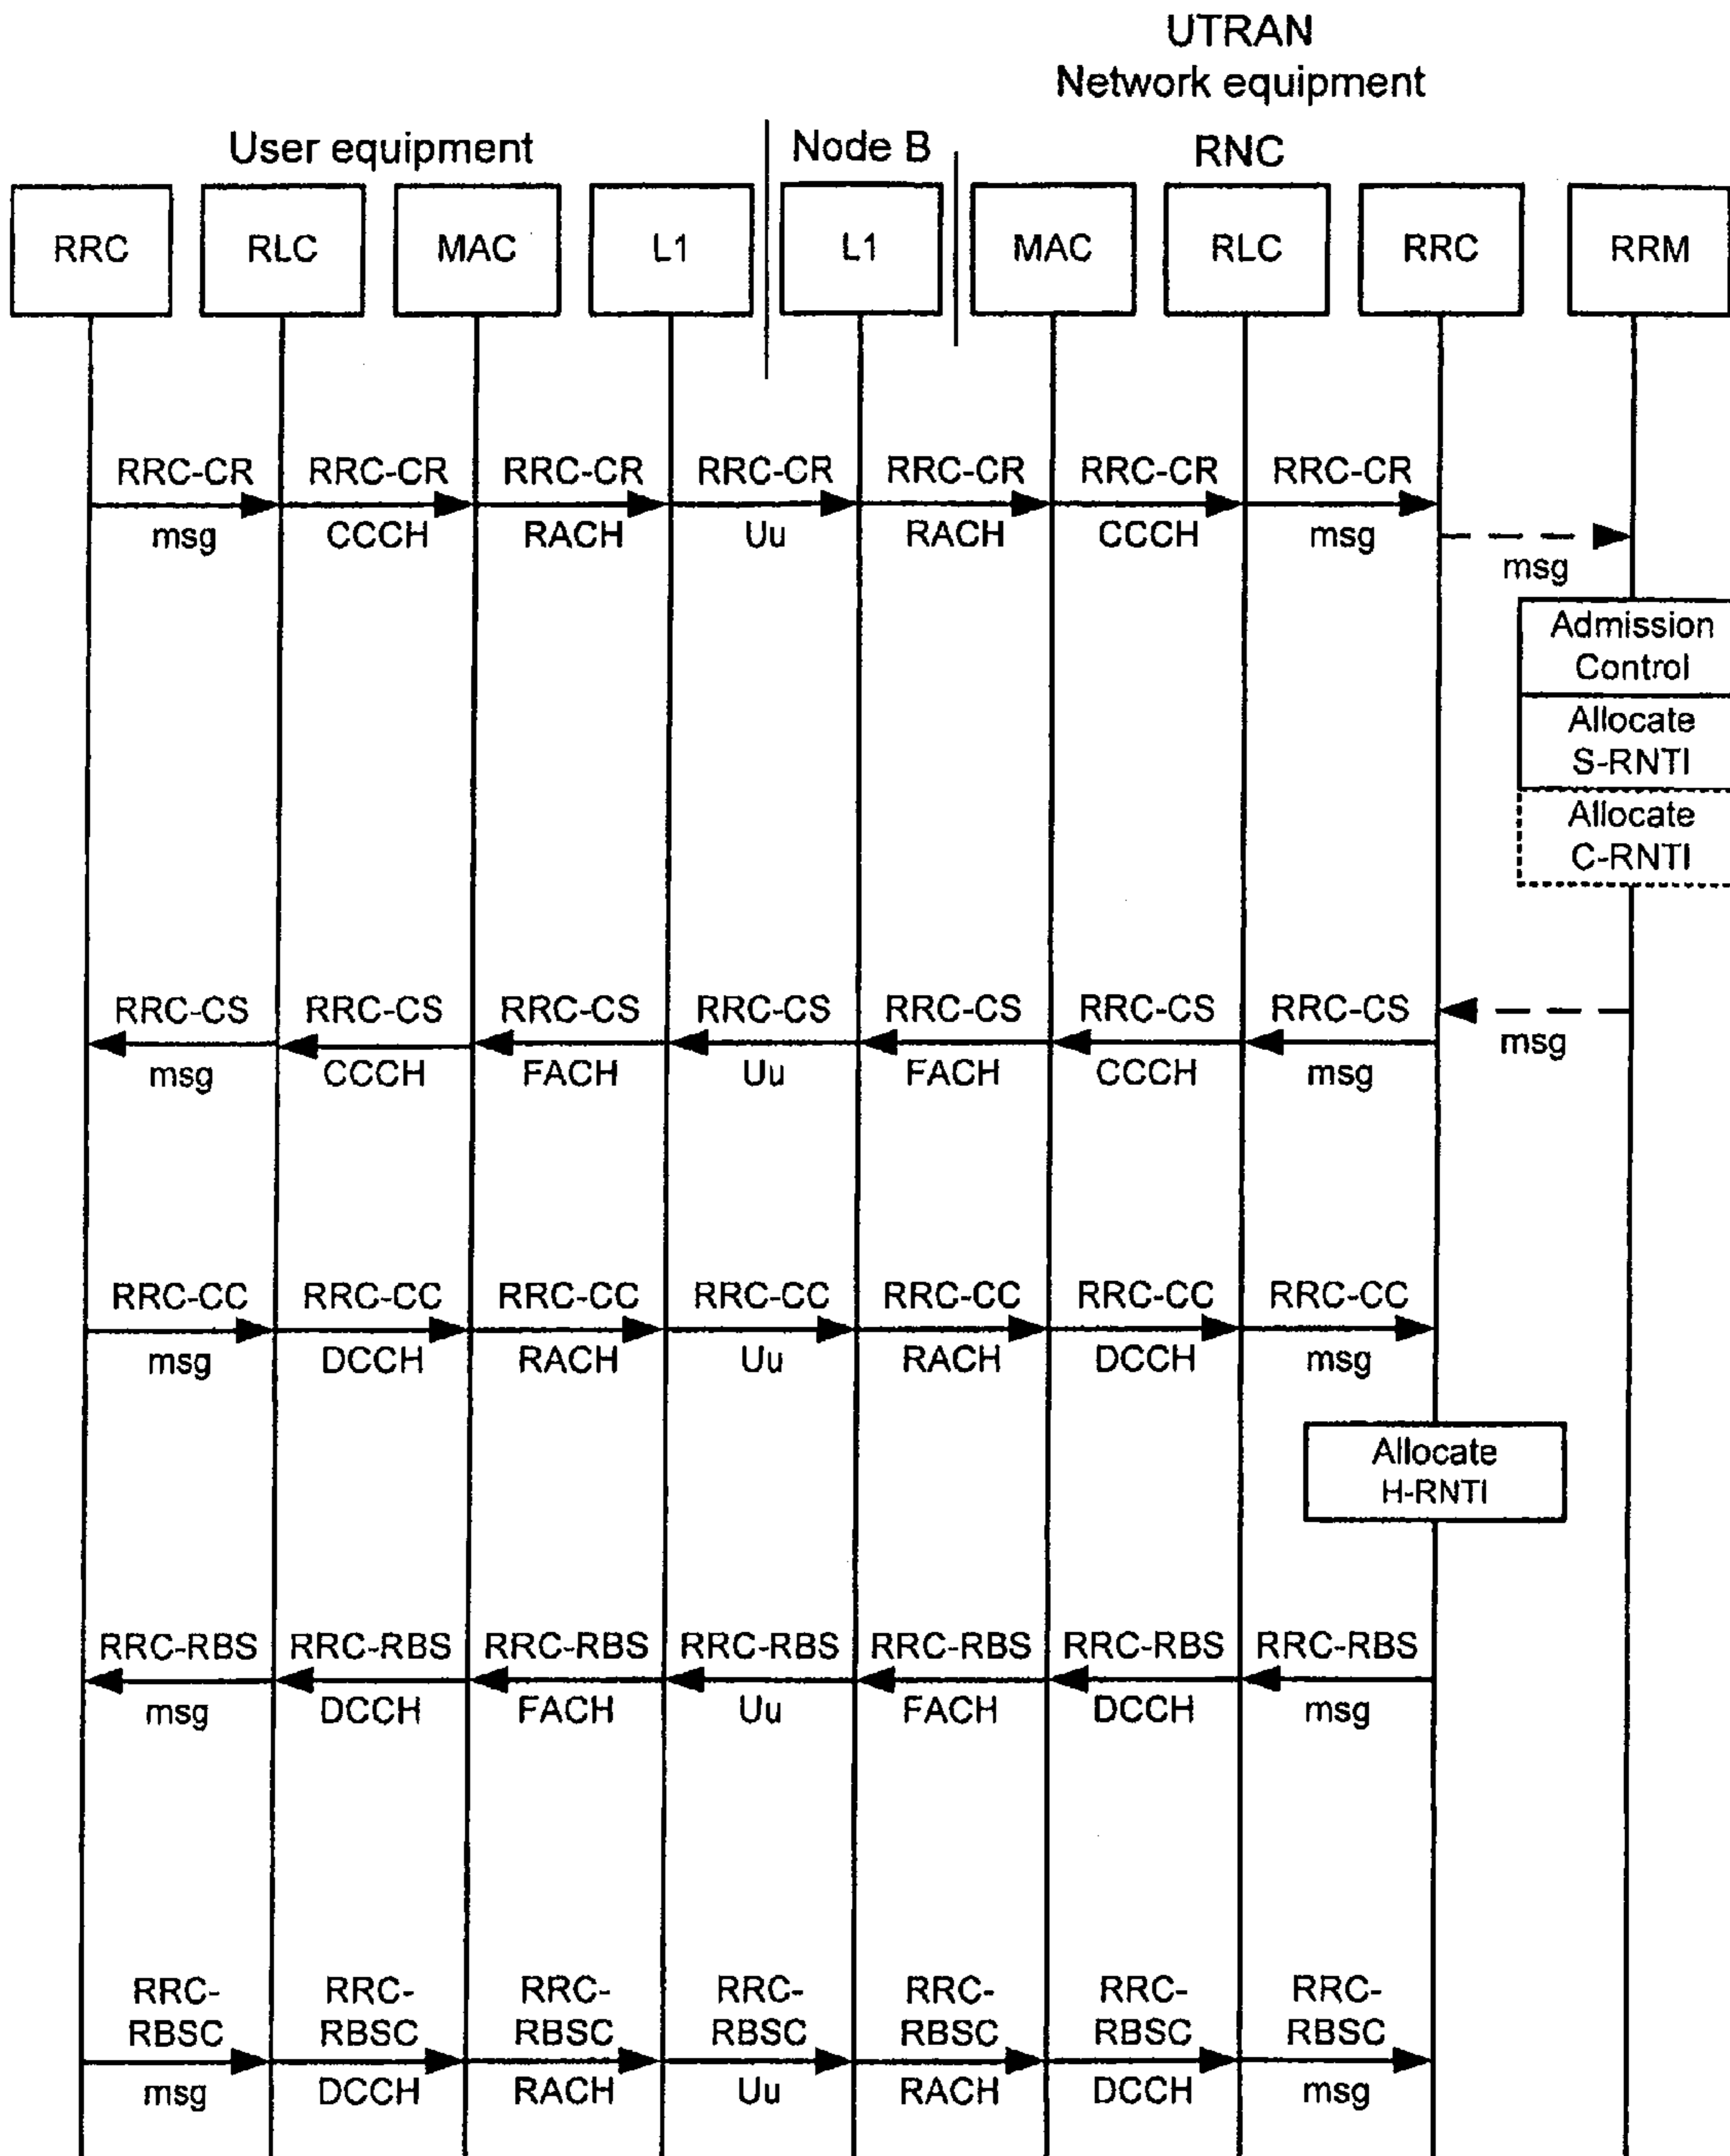 UTRAN
Network equipment
User equipment
Node B
RNC
RRC
RLC
MAC
L1
L1
MAC
RLC
RRC
RRM
RRC-CR RRC-CR RRC-CR RRC-CR RRC-CR RRC-CR RRC-CR
msg CCCH RACH Uu RACH CCCH msg
msg
Admission
Control
Allocate
S-RNTI
Allocate
C-RNTI
RRC-CS RRC-CS RRC-CS RRC-CS RRC-CS RRC-CS RRC-CS
msg
msg CCCH FACH Uu FACH CCCH msg
RRC-CC RRC-CC RRC-CC RRC-CC RRC-CC RRC-CC RRC-CC
msg DCCH RACH Uu RACH DCCH msg
Allocate
H-RNTI
RRC-RBS RRC-RBS RRC-RBS RRC-RBS RRC-RBS RRC-RBS RRC-RBS
msg DCCH FACH Uu FACH DCCH msg
RRC- RRC- RRC- RRC- RRC- RRC- RRC-
RBSC RBSC RBSC RBSC RBSC RBSC RBSC
msg DCCH RACH Uu RACH DCCH msg